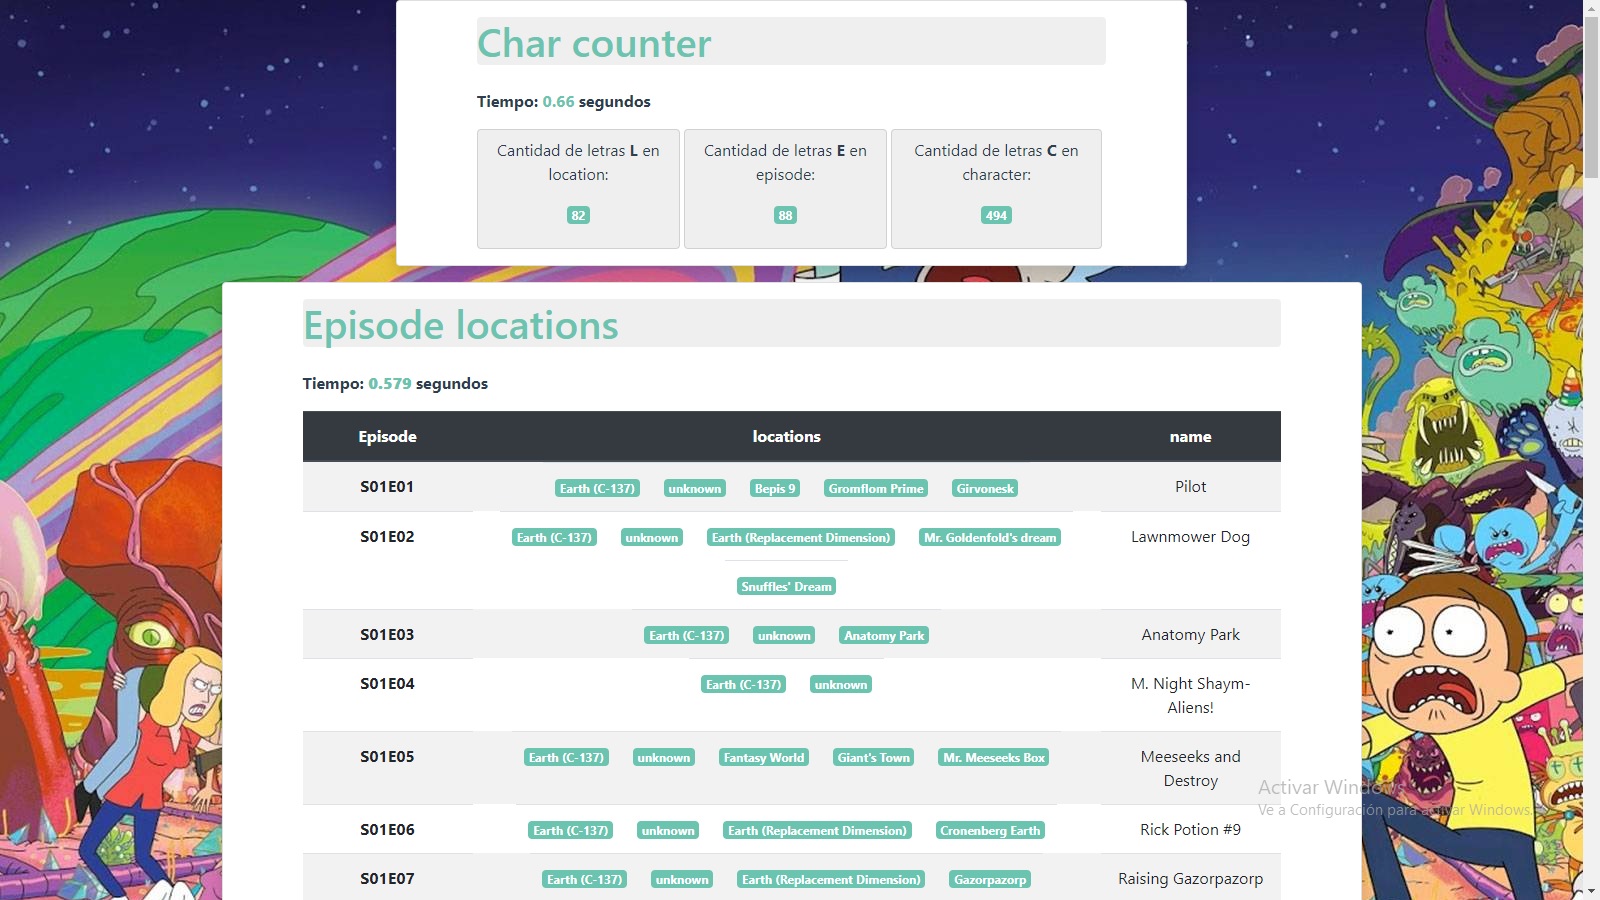 Char counter
Tiempo: 0.66 segundos
Cantidad de letras L en
location:
82
Cantidad de letras E en
episode:
88
Cantidad de letras C en
character:
494
Episode locations
Tiempo: 0.579 segundos
Episode locations name
S01E01 Earth (C-137) unknown Bepis 9 Gromflom Prime Girvonesk Pilot
S01E02 Earth (C-137) unknown Earth (Replacement Dimension) Mr. Goldenfold's dream Lawnmower Dog
Snuffles' Dream
S01E03 Earth (C-137) unknown Anatomy Park Anatomy Park
S01E04 Earth (C-137) unknown M. Night Shaym-
Aliens!
S01E05 Earth (C-137) unknown Fantasy World Giant's Town Mr. Meeseeks Box Meeseeks and
Destroy
Activar Windows
Ve a Configuración para activar Windows.
S01E06 Earth (C-137) unknown Earth (Replacement Dimension) Cronenberg Earth Rick Potion #9
S01E07 Earth (C-137) unknown Earth (Replacement Dimension) Gazorpazorp Raising Gazorpazorp